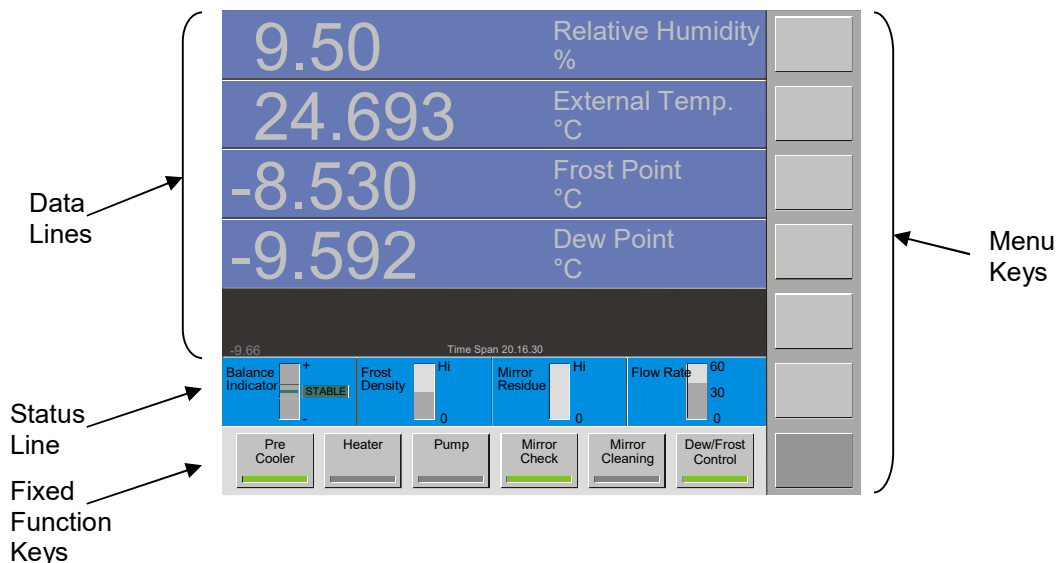 9.50
Relative Humidity
%
24.693
External Temp.
°C
-8.530
Frost Point
°C
-9.592
Dew Point
°C
Data
Lines
Menu
Keys
-9.66
Time Span 20.16.30
Balance
Indicator
+
STABLE
-
Frost
Density
Hi
0
Mirror
Residue
Hi
0
Flow Rate
60
30
0
Status
Line
Pre
Cooler
Heater
Pump
Mirror
Check
Mirror
Cleaning
Dew/Frost
Control
Fixed
Function
Keys